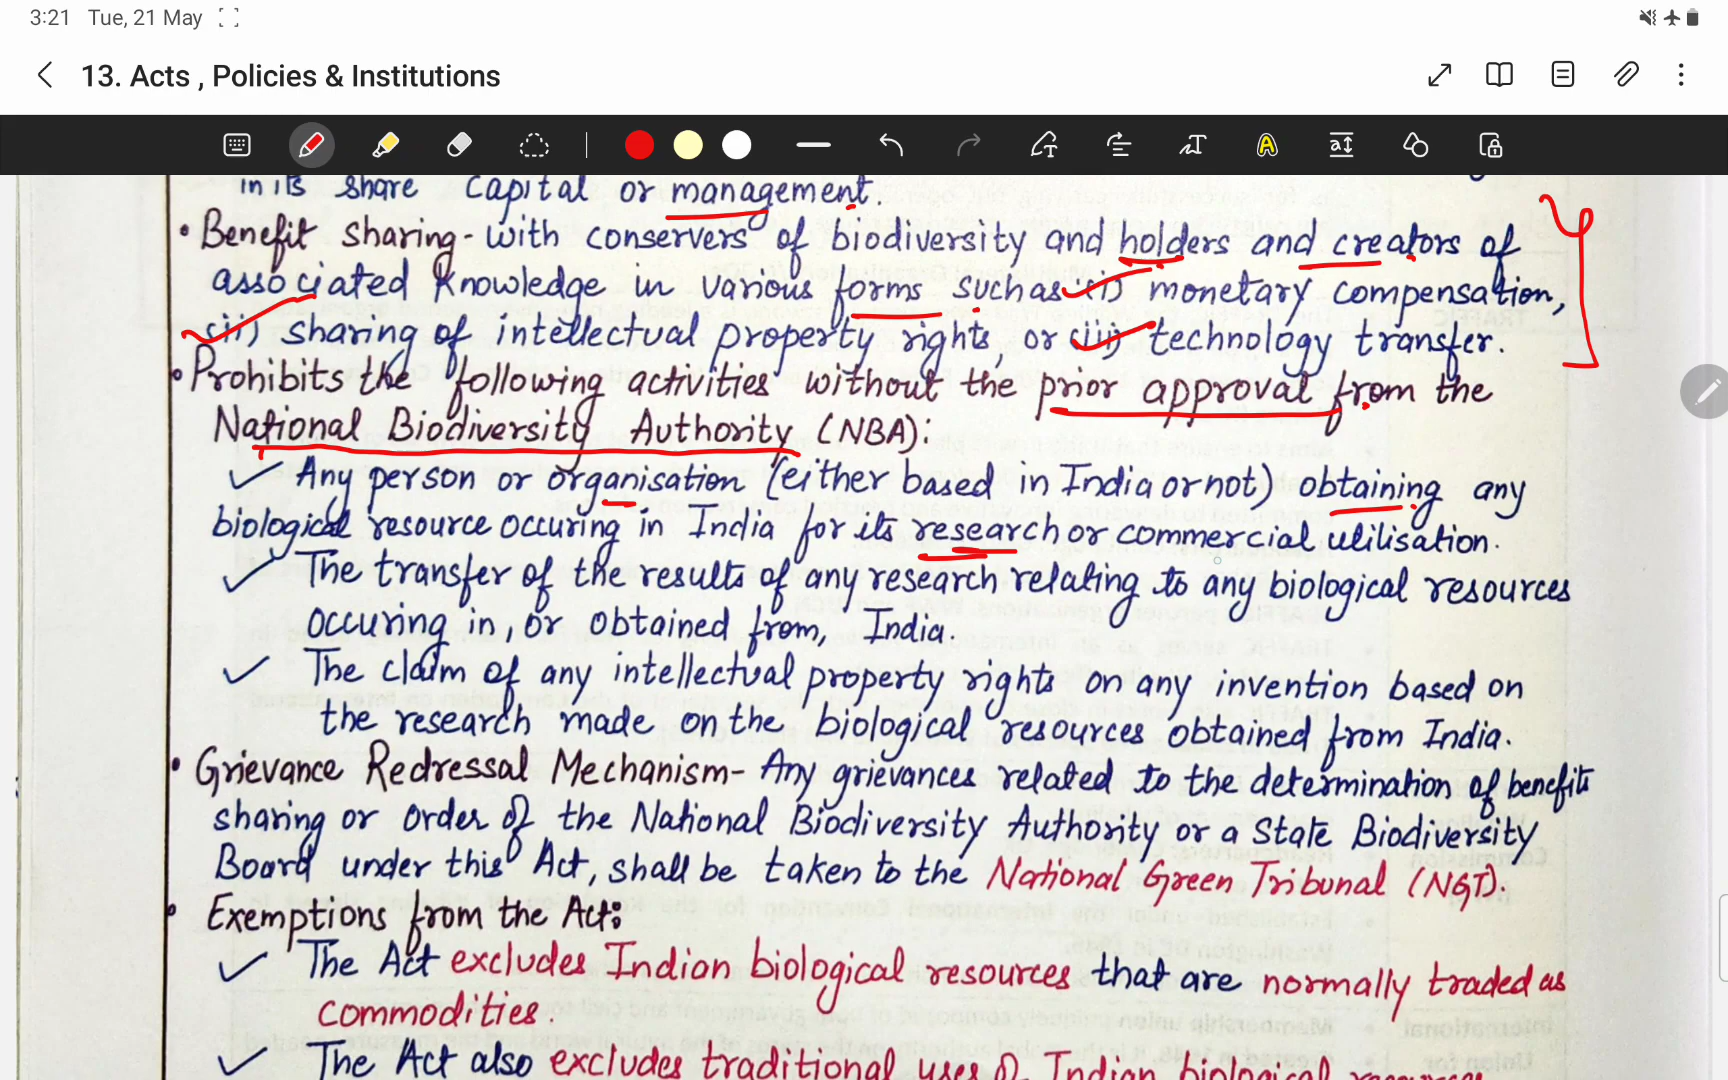 3:21 Tue, 21 May
13. Acts , Policies & Institutions
in its share capital or management.
• Benefit sharing - with conservers of biodiversity and holders and creators of
associated knowledge in various forms such as (i) monetary compensation,
(ii) sharing of intellectual property rights, or (iii) technology transfer.
• Prohibits the following activities without the prior approval from the
National Biodiversity Authority (NBA):
✓ Any person or organisation (either based in India or not) obtaining any
biological resource occuring in India for its research or commercial utilisation.
✓ The transfer of the results of any research relating to any biological resources
occuring in, or obtained from, India.
✓ The claim of any intellectual property rights on any invention based on
the research made on the biological resources obtained from India.
• Grievance Redressal Mechanism - Any grievances related to the determination of benefit
sharing or order of the National Biodiversity Authority or a State Biodiversity
Board under this Act, shall be taken to the National Green Tribunal (NGT).
• Exemptions from the Act:
✓ The Act excludes Indian biological resources that are normally traded as
commodities.
✓ The Act also excludes traditional uses of Indian biological resources